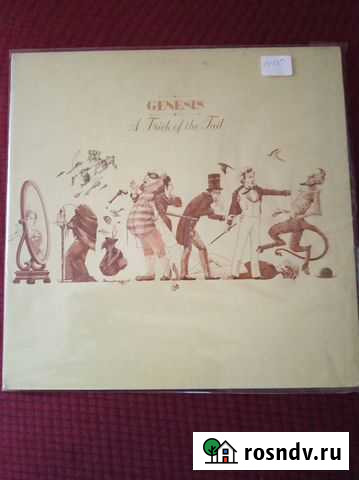 GENESIS
A Trick of the Tail
rosndv.ru